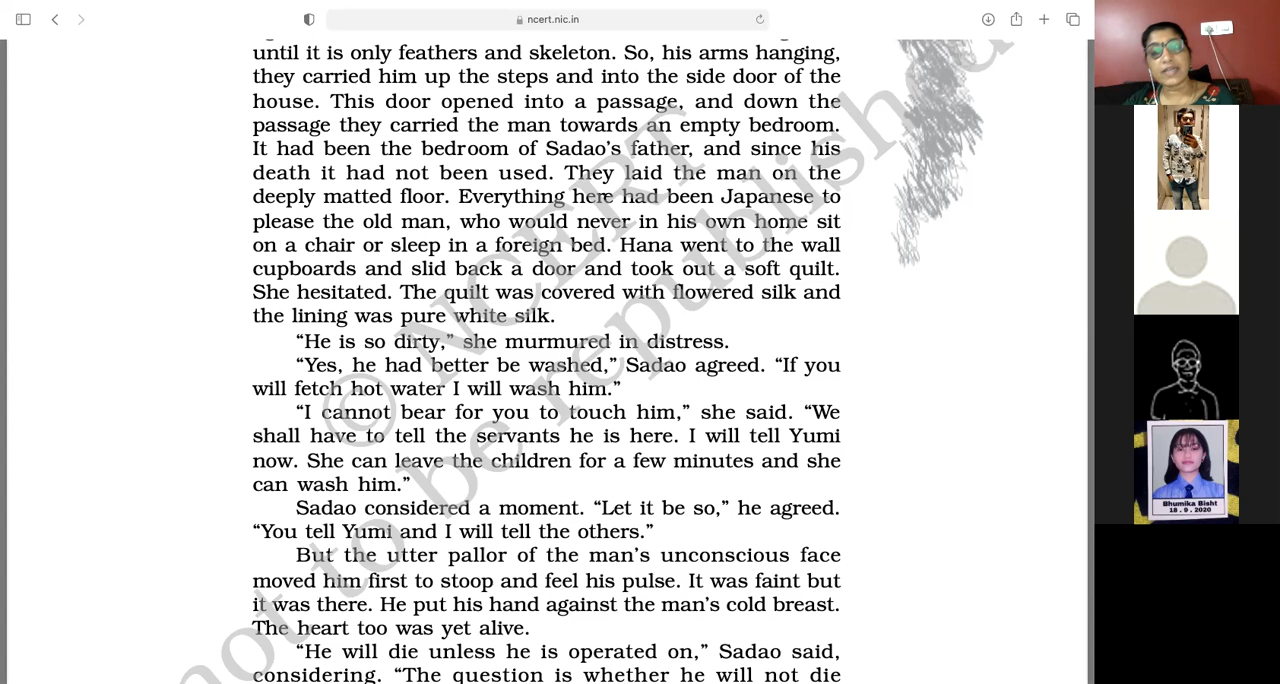 ncert.nic.in
until it is only feathers and skeleton. So, his arms hanging,
they carried him up the steps and into the side door of the
house. This door opened into a passage, and down the
passage they carried the man towards an empty bedroom.
It had been the bedroom of Sadao’s father, and since his
death it had not been used. They laid the man on the
deeply matted floor. Everything here had been Japanese to
please the old man, who would never in his own home sit
on a chair or sleep in a foreign bed. Hana went to the wall
cupboards and slid back a door and took out a soft quilt.
She hesitated. The quilt was covered with flowered silk and
the lining was pure white silk.
“He is so dirty,” she murmured in distress.
“Yes, he had better be washed,” Sadao agreed. “If you
will fetch hot water I will wash him.”
“I cannot bear for you to touch him,” she said. “We
shall have to tell the servants he is here. I will tell Yumi
now. She can leave the children for a few minutes and she
can wash him.”
Sadao considered a moment. “Let it be so,” he agreed.
“You tell Yumi and I will tell the others.”
But the utter pallor of the man’s unconscious face
moved him first to stoop and feel his pulse. It was faint but
it was there. He put his hand against the man’s cold breast.
The heart too was yet alive.
“He will die unless he is operated on,” Sadao said,
considering. “The question is whether he will not die
© NCERT
not to be republished
Bhumika Bisht
18 . 9 . 2020